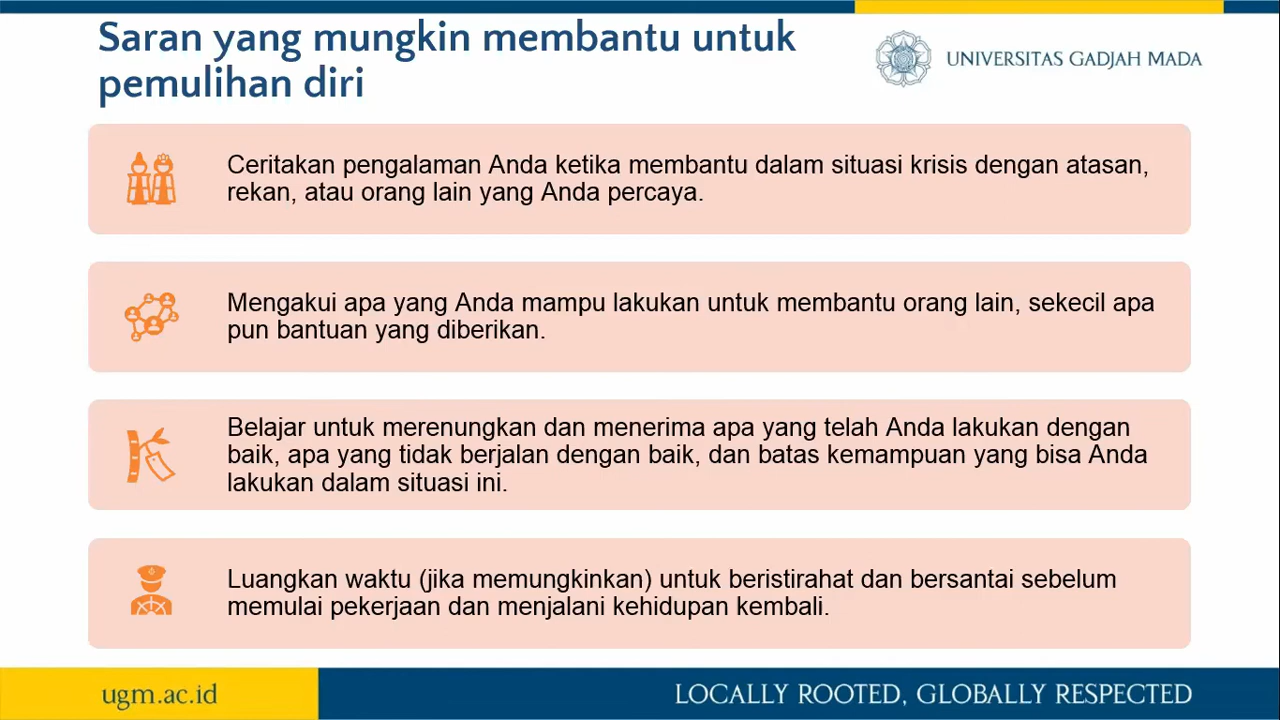 Saran yang mungkin membantu untuk
pemulihan diri
UNIVERSITAS GADJAH MADA
Ceritakan pengalaman Anda ketika membantu dalam situasi krisis dengan atasan,
rekan, atau orang lain yang Anda percaya.
Mengakui apa yang Anda mampu lakukan untuk membantu orang lain, sekecil apa
pun bantuan yang diberikan.
Belajar untuk merenungkan dan menerima apa yang telah Anda lakukan dengan
baik, apa yang tidak berjalan dengan baik, dan batas kemampuan yang bisa Anda
lakukan dalam situasi ini.
Luangkan waktu (jika memungkinkan) untuk beristirahat dan bersantai sebelum
memulai pekerjaan dan menjalani kehidupan kembali.
ugm.ac.id
LOCALLY ROOTED, GLOBALLY RESPECTED